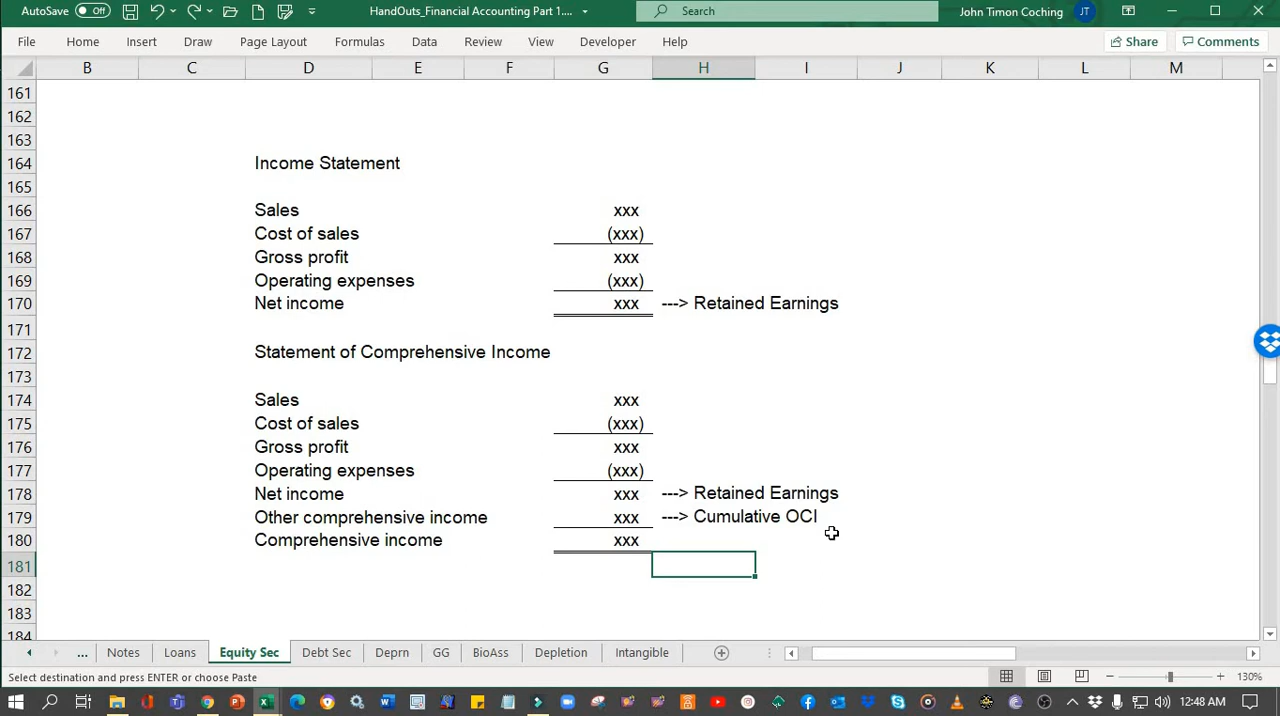 AutoSave Off HandOuts_Financial Accounting Part 1.... Search John Timon Coching JT
File Home Insert Draw Page Layout Formulas Data Review View Developer Help Share Comments
B C D E F G H I J K L M
161
162
163
164 Income Statement
165
166 Sales xxx
167 Cost of sales (xxx)
168 Gross profit xxx
169 Operating expenses (xxx)
170 Net income xxx ---> Retained Earnings
171
172 Statement of Comprehensive Income
173
174 Sales xxx
175 Cost of sales (xxx)
176 Gross profit xxx
177 Operating expenses (xxx)
178 Net income xxx ---> Retained Earnings
179 Other comprehensive income xxx ---> Cumulative OCI
180 Comprehensive income xxx
181
182
183
184
... Notes Loans Equity Sec Debt Sec Deprn GG BioAss Depletion Intangible
Select destination and press ENTER or choose Paste 130%
12:48 AM